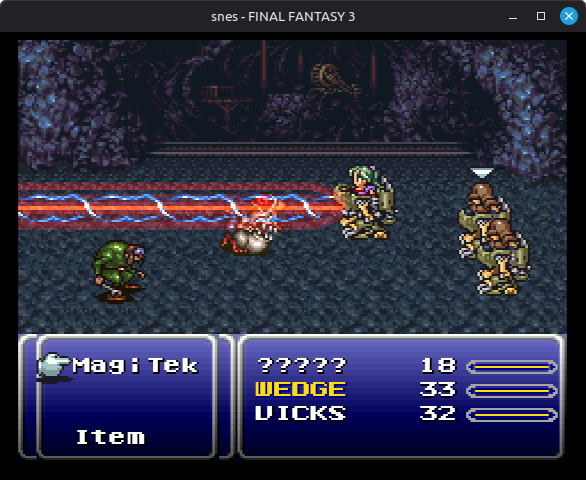 snes - FINAL FANTASY 3
MagiTek
Item
????? 18
WEDGE 33
VICKS 32